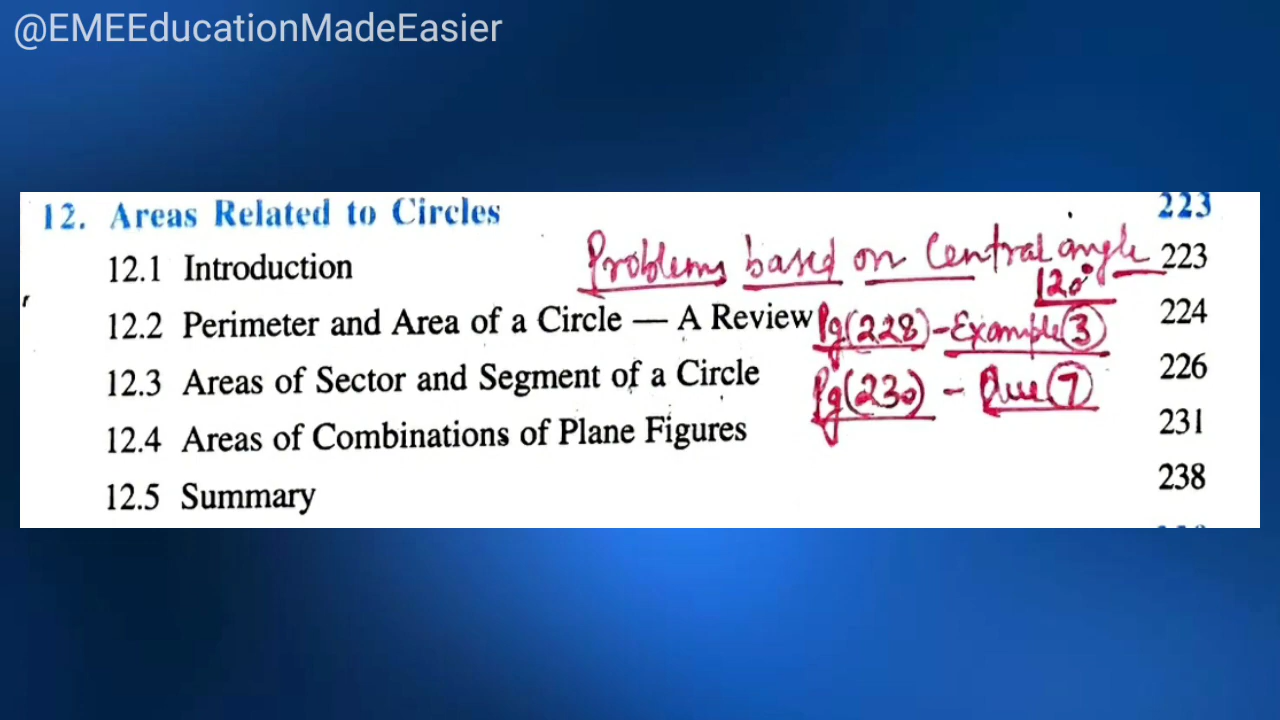 @EMEEducationMadeEasier
12. Areas Related to Circles 223
12.1 Introduction 223
Problems based on Central angle
120°
12.2 Perimeter and Area of a Circle — A Review 224
Pg(228)-Example 3
12.3 Areas of Sector and Segment of a Circle 226
Pg(230) - Que 7
12.4 Areas of Combinations of Plane Figures 231
12.5 Summary 238